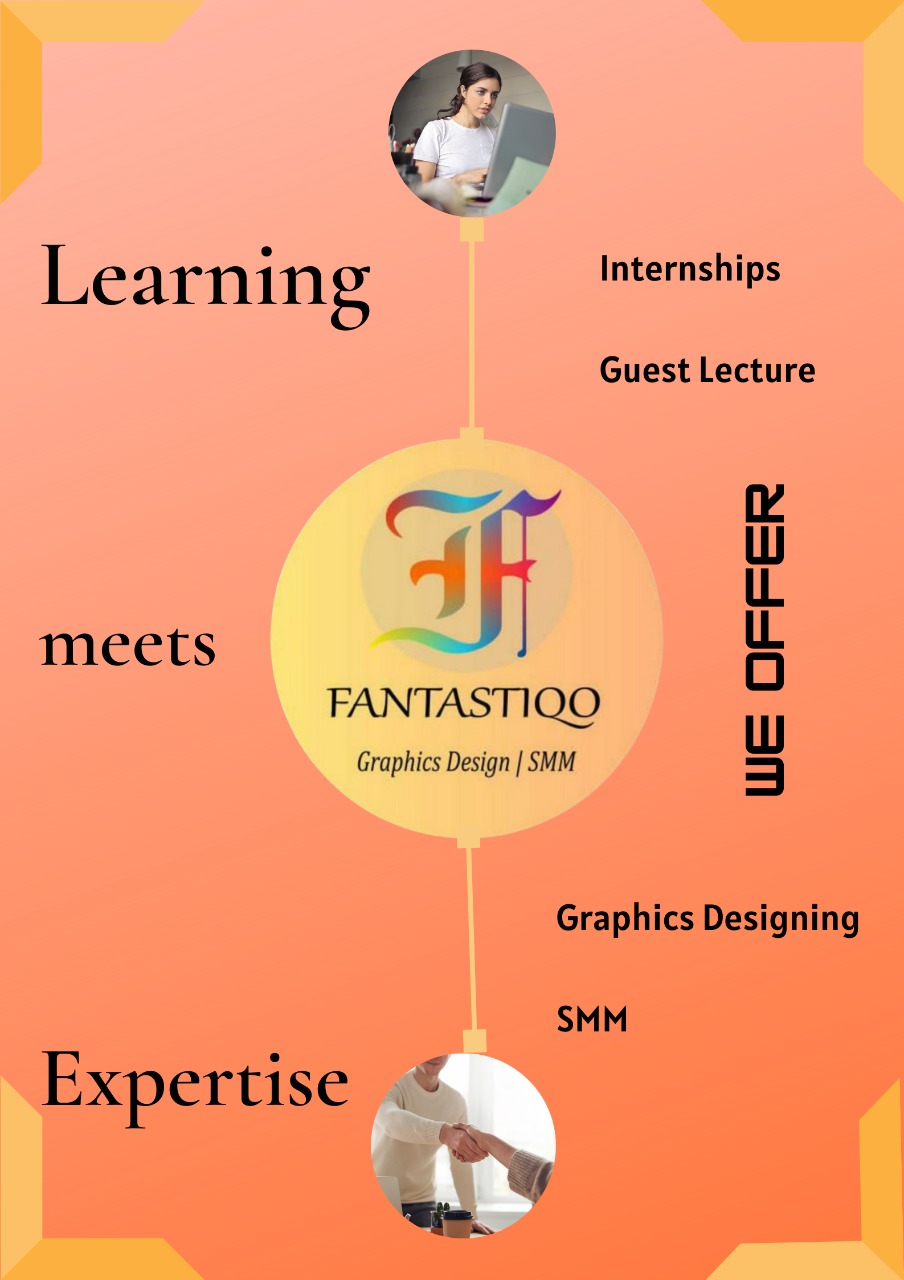 Learning
Internships
Guest Lecture
meets
FANTASTIQO
Graphics Design | SMM
WE OFFER
Graphics Designing
SMM
Expertise